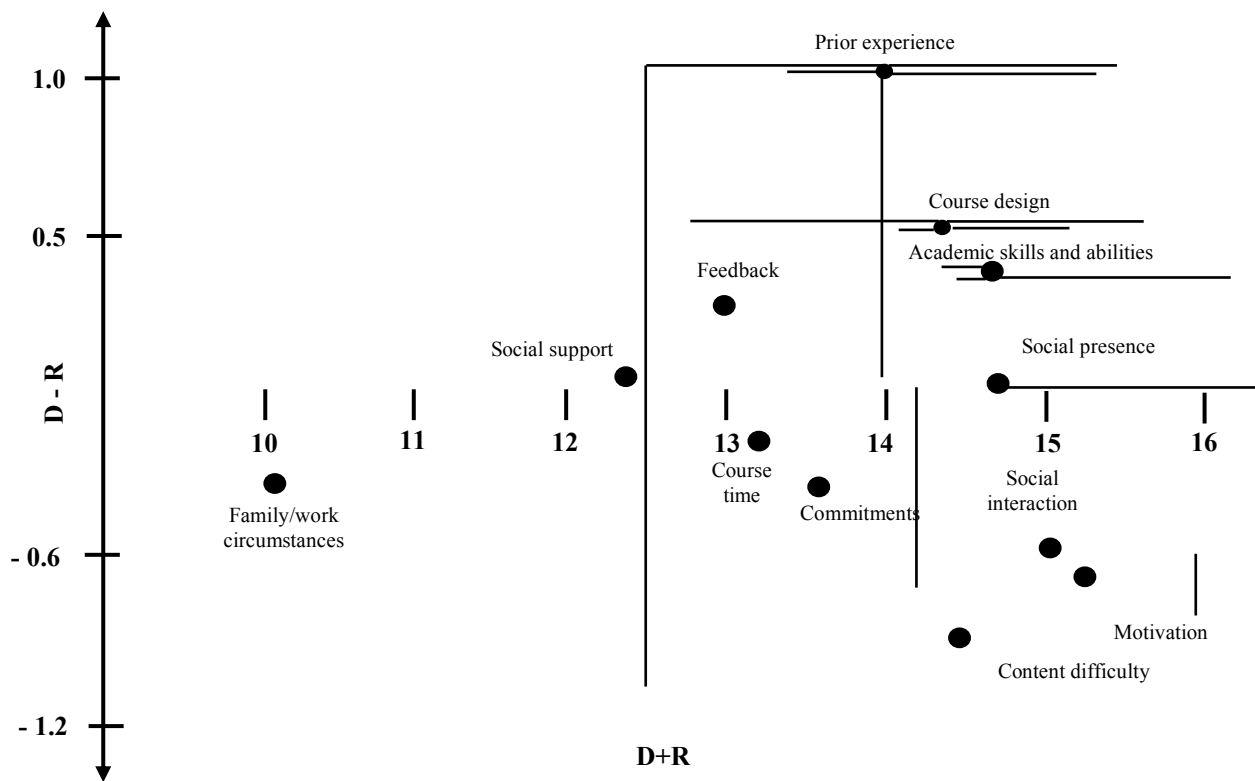 Prior experience
1.0
Course design
0.5
Academic skills and abilities
Feedback
Social presence
Social support
D - R
10
11
12
13
14
15
16
Course
time
Social
interaction
Family/work
circumstances
Commitments
- 0.6
Motivation
Content difficulty
- 1.2
D+R